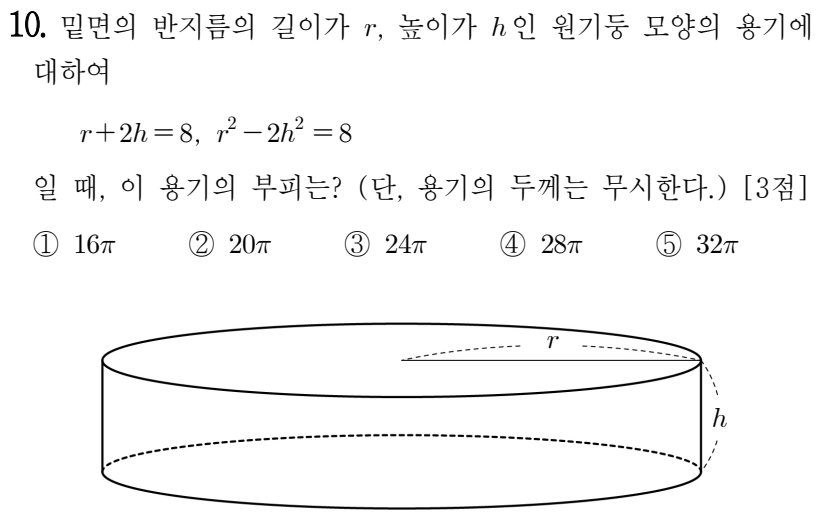 10. 밑면의 반지름의 길이가 r, 높이가 h인 원기둥 모양의 용기에
대하여
r+2h=8, r²−2h²=8
일 때, 이 용기의 부피는? (단, 용기의 두께는 무시한다.) [3점]
① 16π ② 20π ③ 24π ④ 28π ⑤ 32π
r
h